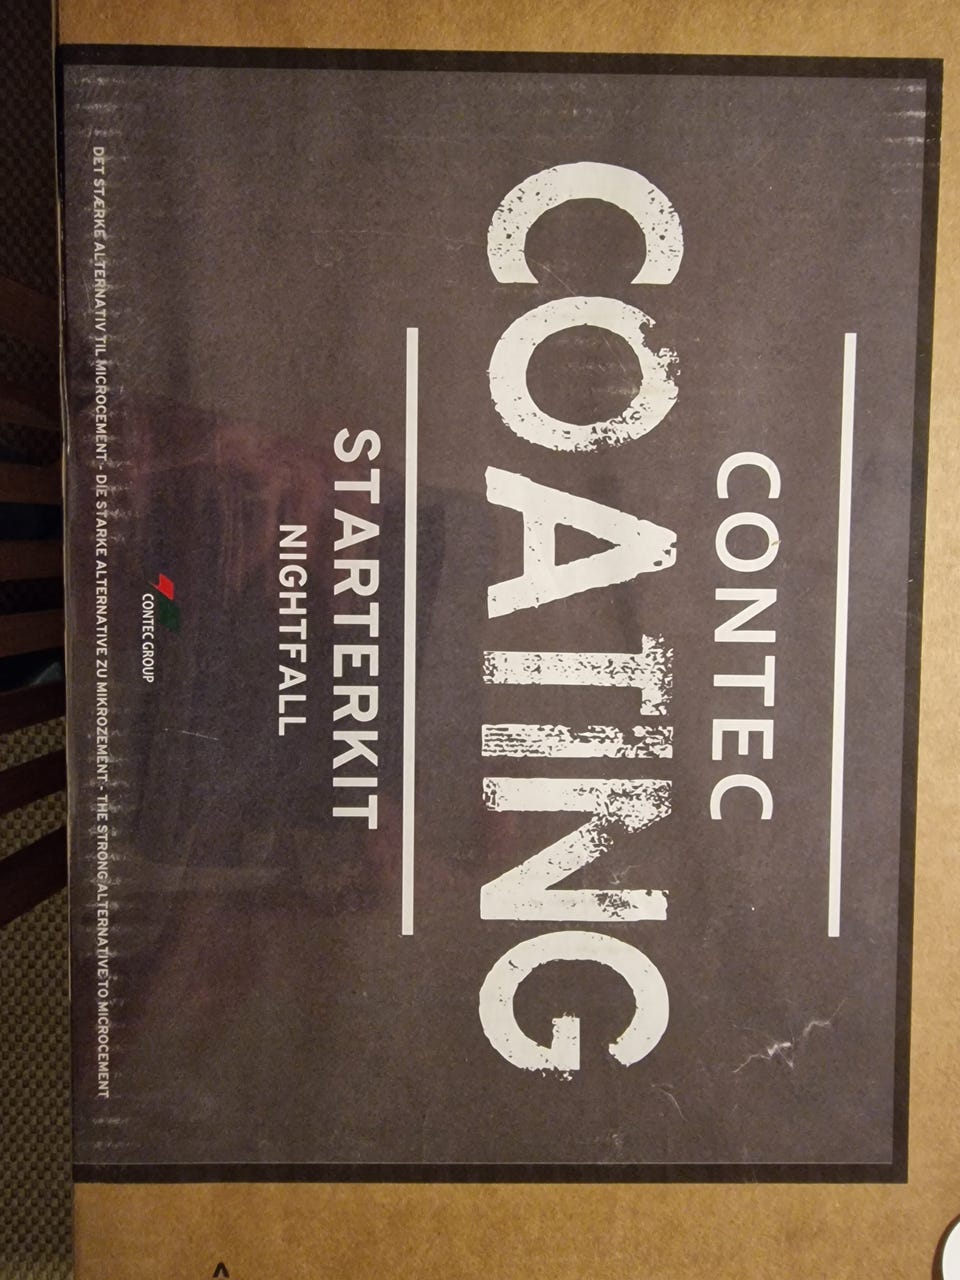 CONTEC
COATING
STARTERKIT
NIGHTFALL
CONTEC GROUP
DET STÆRKE ALTERNATIV TIL MICROCEMENT - DIE STARKE ALTERNATIVE ZU MIKROZEMENT - THE STRONG ALTERNATIVE TO MICROCEMENT